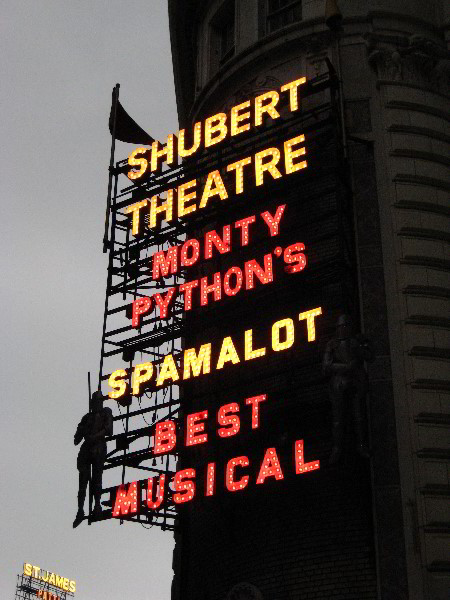 SHUBERT
THEATRE
MONTY
PYTHON'S
SPAMALOT
BEST
MUSICAL
ST. JAMES